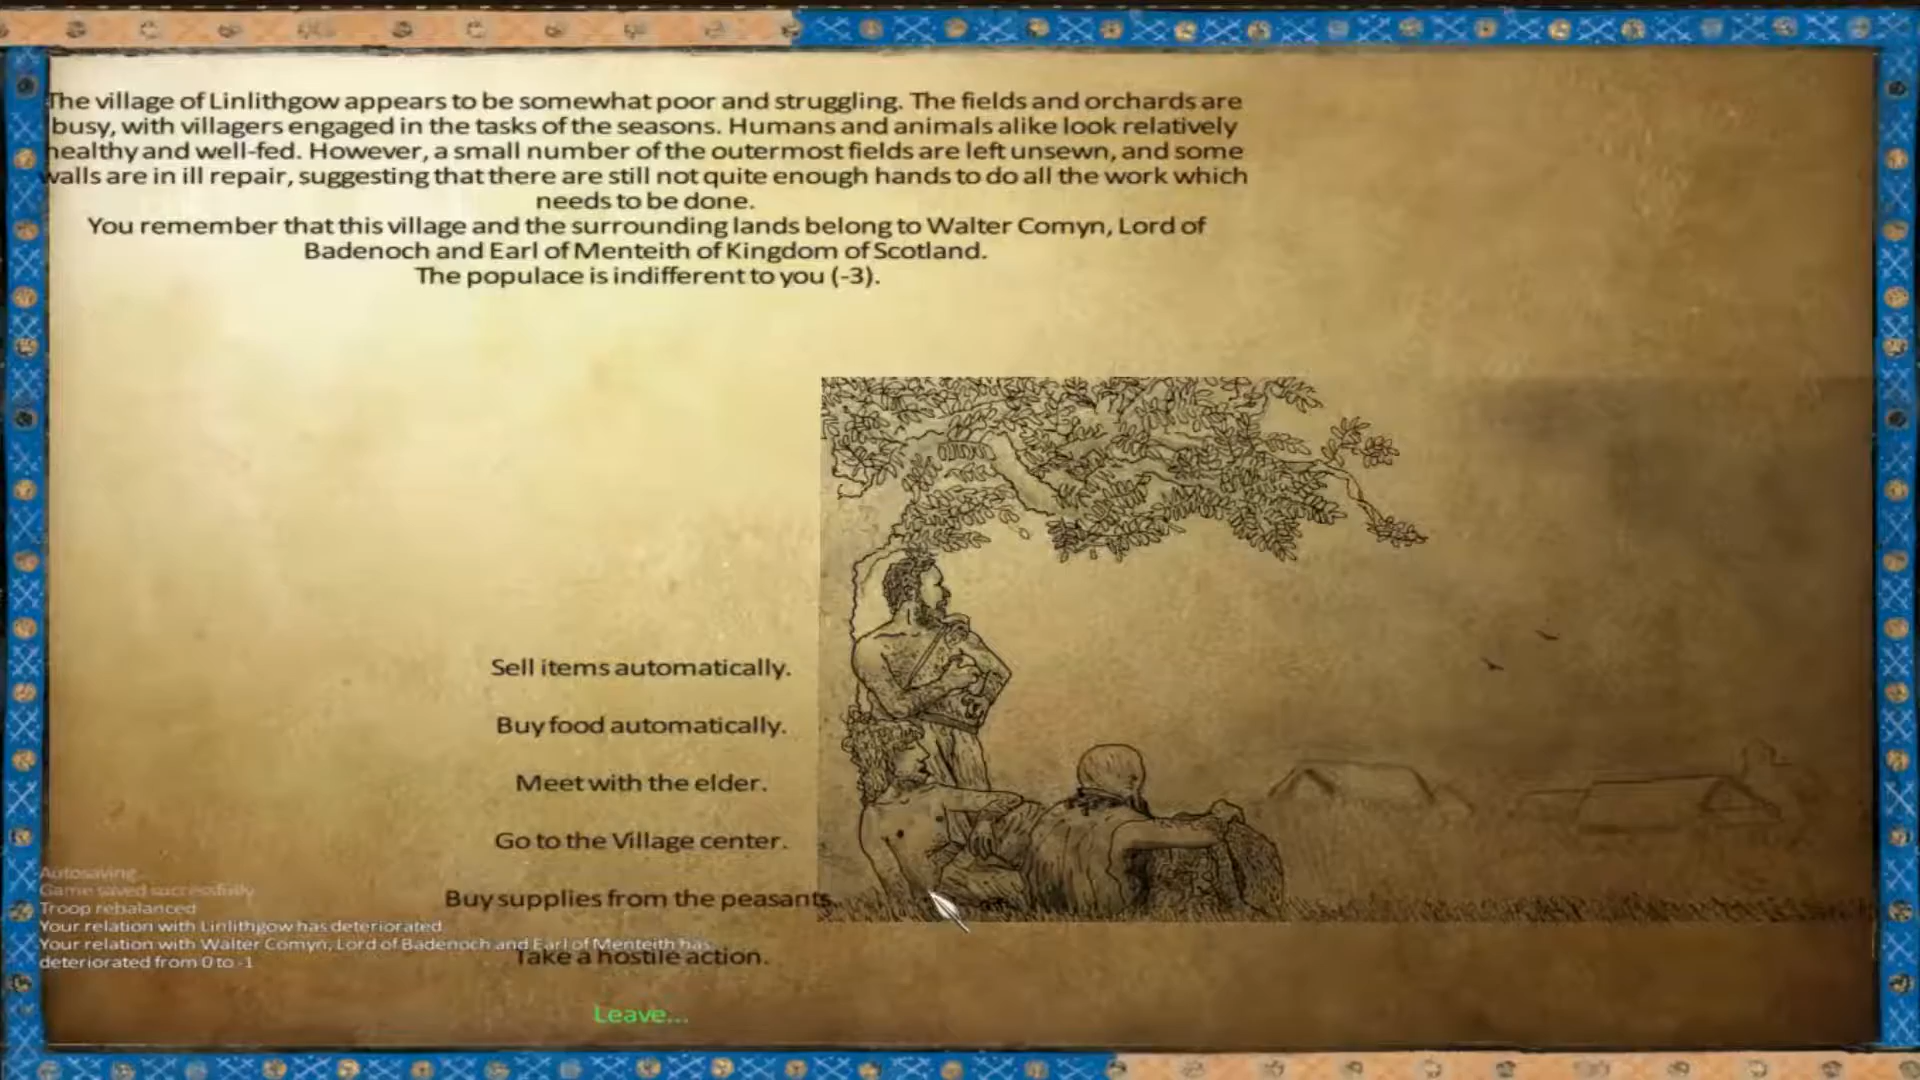 The village of Linlithgow appears to be somewhat poor and struggling. The fields and orchards are
busy, with villagers engaged in the tasks of the seasons. Humans and animals alike look relatively
healthy and well-fed. However, a small number of the outermost fields are left unsewn, and some
walls are in ill repair, suggesting that there are still not quite enough hands to do all the work which
needs to be done.
You remember that this village and the surrounding lands belong to Walter Comyn, Lord of
Badenoch and Earl of Menteith of Kingdom of Scotland.
The populace is indifferent to you (-3).
Sell items automatically.
Buy food automatically.
Meet with the elder.
Go to the Village center.
Buy supplies from the peasants.
Take a hostile action.
Leave...
Autosaving...
Game saved successfully
Troop rebalanced
Your relation with Linlithgow has deteriorated
Your relation with Walter Comyn, Lord of Badenoch and Earl of Menteith has
deteriorated from 0 to -1